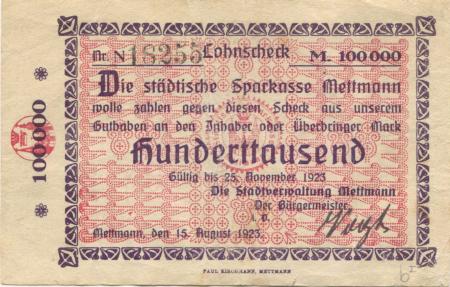 Nr. N 18255 Lohnscheck M. 100000
Die städtische Sparkasse Mettmann
wolle zahlen gegen diesen Scheck aus unserem
Guthaben an den Inhaber oder Überbringer Mark
Hunderttausend
Gültig bis 25. November 1923
Die Stadtverwaltung Mettmann
Der Bürgermeister
i. V.
Mettmann, den 15. August 1923.
100000
PAUL KIRCHMANN, METTMANN